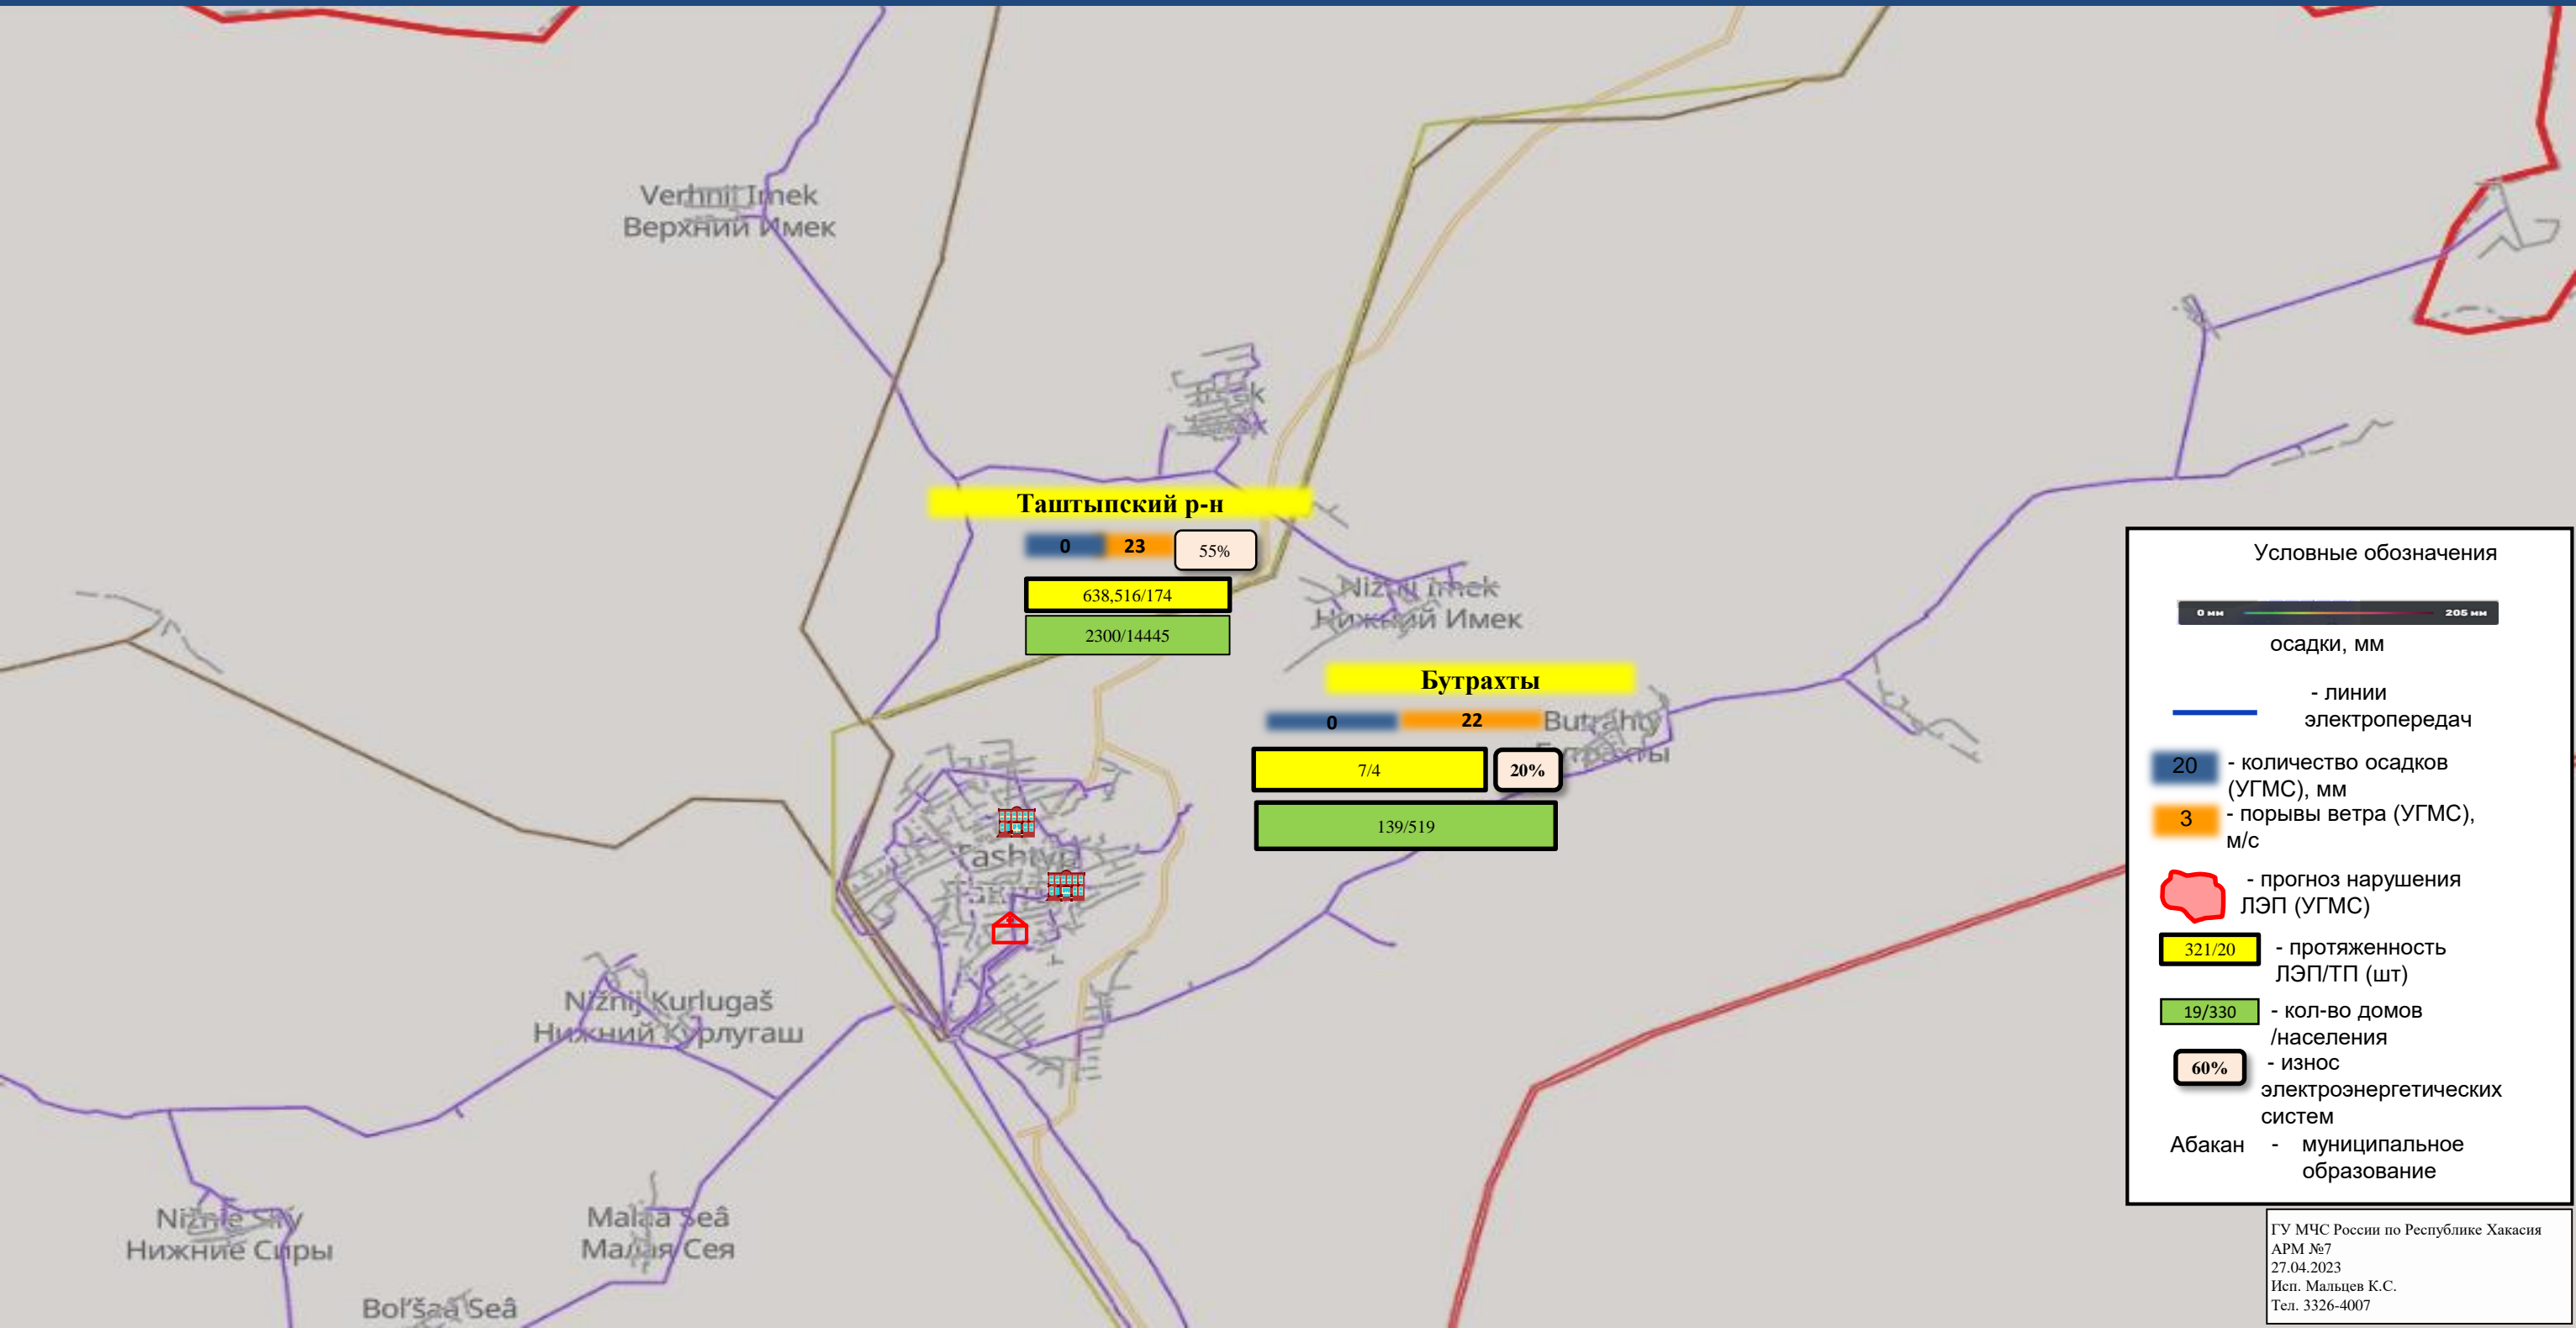 Verhnij Imek
Верхний Имек
Таштыпский р-н
0 23 55%
638,516/174
2300/14445
Nižnij Imek
Нижний Имек
Бутрахты
0 22
Butrahty
Бутрахты
7/4 20%
139/519
Tashtyp
Nižnij Kurlugaš
Нижний Курлугаш
Nižnie Siry
Нижние Сиры
Malaâ Seâ
Малая Сея
Bol'šaâ Seâ
Условные обозначения
0 мм 205 мм
осадки, мм
- линии
электропередач
20 - количество осадков
(УГМС), мм
3 - порывы ветра (УГМС),
м/с
- прогноз нарушения
ЛЭП (УГМС)
321/20 - протяженность
ЛЭП/ТП (шт)
19/330 - кол-во домов
/населения
60% - износ
электроэнергетических
систем
Абакан - муниципальное
образование
ГУ МЧС России по Республике Хакасия
АРМ №7
27.04.2023
Исп. Мальцев К.С.
Тел. 3326-4007